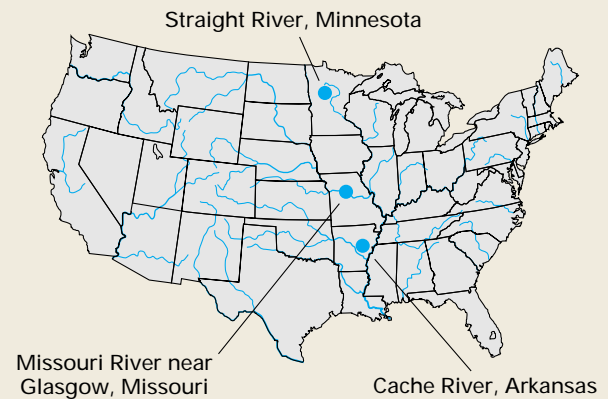 Straight River, Minnesota
Missouri River near
Glasgow, Missouri
Cache River, Arkansas